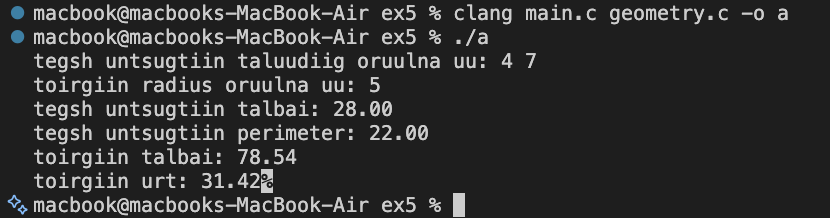 macbook@macbooks-MacBook-Air ex5 % clang main.c geometry.c -o a
macbook@macbooks-MacBook-Air ex5 % ./a
tegsh untsugtiin taluudiig oruulna uu: 4 7
toirgiin radius oruulna uu: 5
tegsh untsugtiin talbai: 28.00
tegsh untsugtiin perimeter: 22.00
toirgiin talbai: 78.54
toirgiin urt: 31.42%
macbook@macbooks-MacBook-Air ex5 %